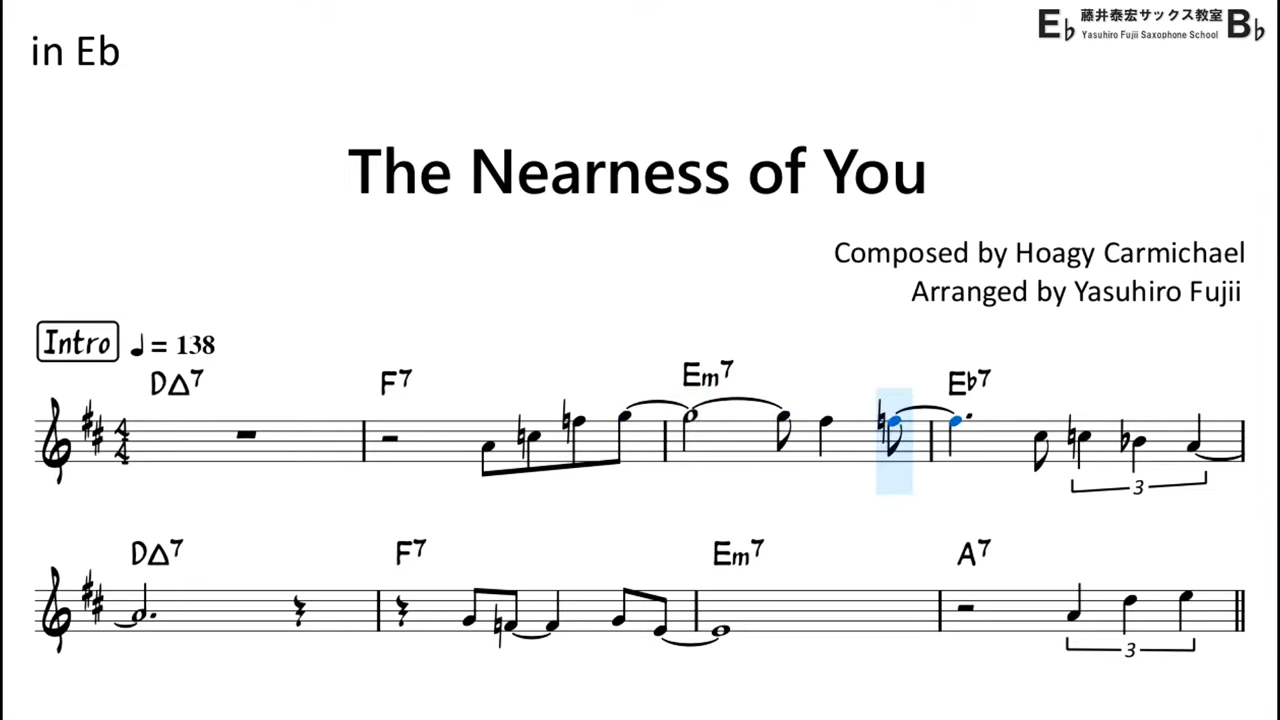 in Eb
E♭ 藤井泰宏サックス教室 B♭
Yasuhiro Fujii Saxophone School
The Nearness of You
Composed by Hoagy Carmichael
Arranged by Yasuhiro Fujii
Intro ♩ = 138
D△7 F7 Em7 E♭7
3
D△7 F7 Em7 A7
3